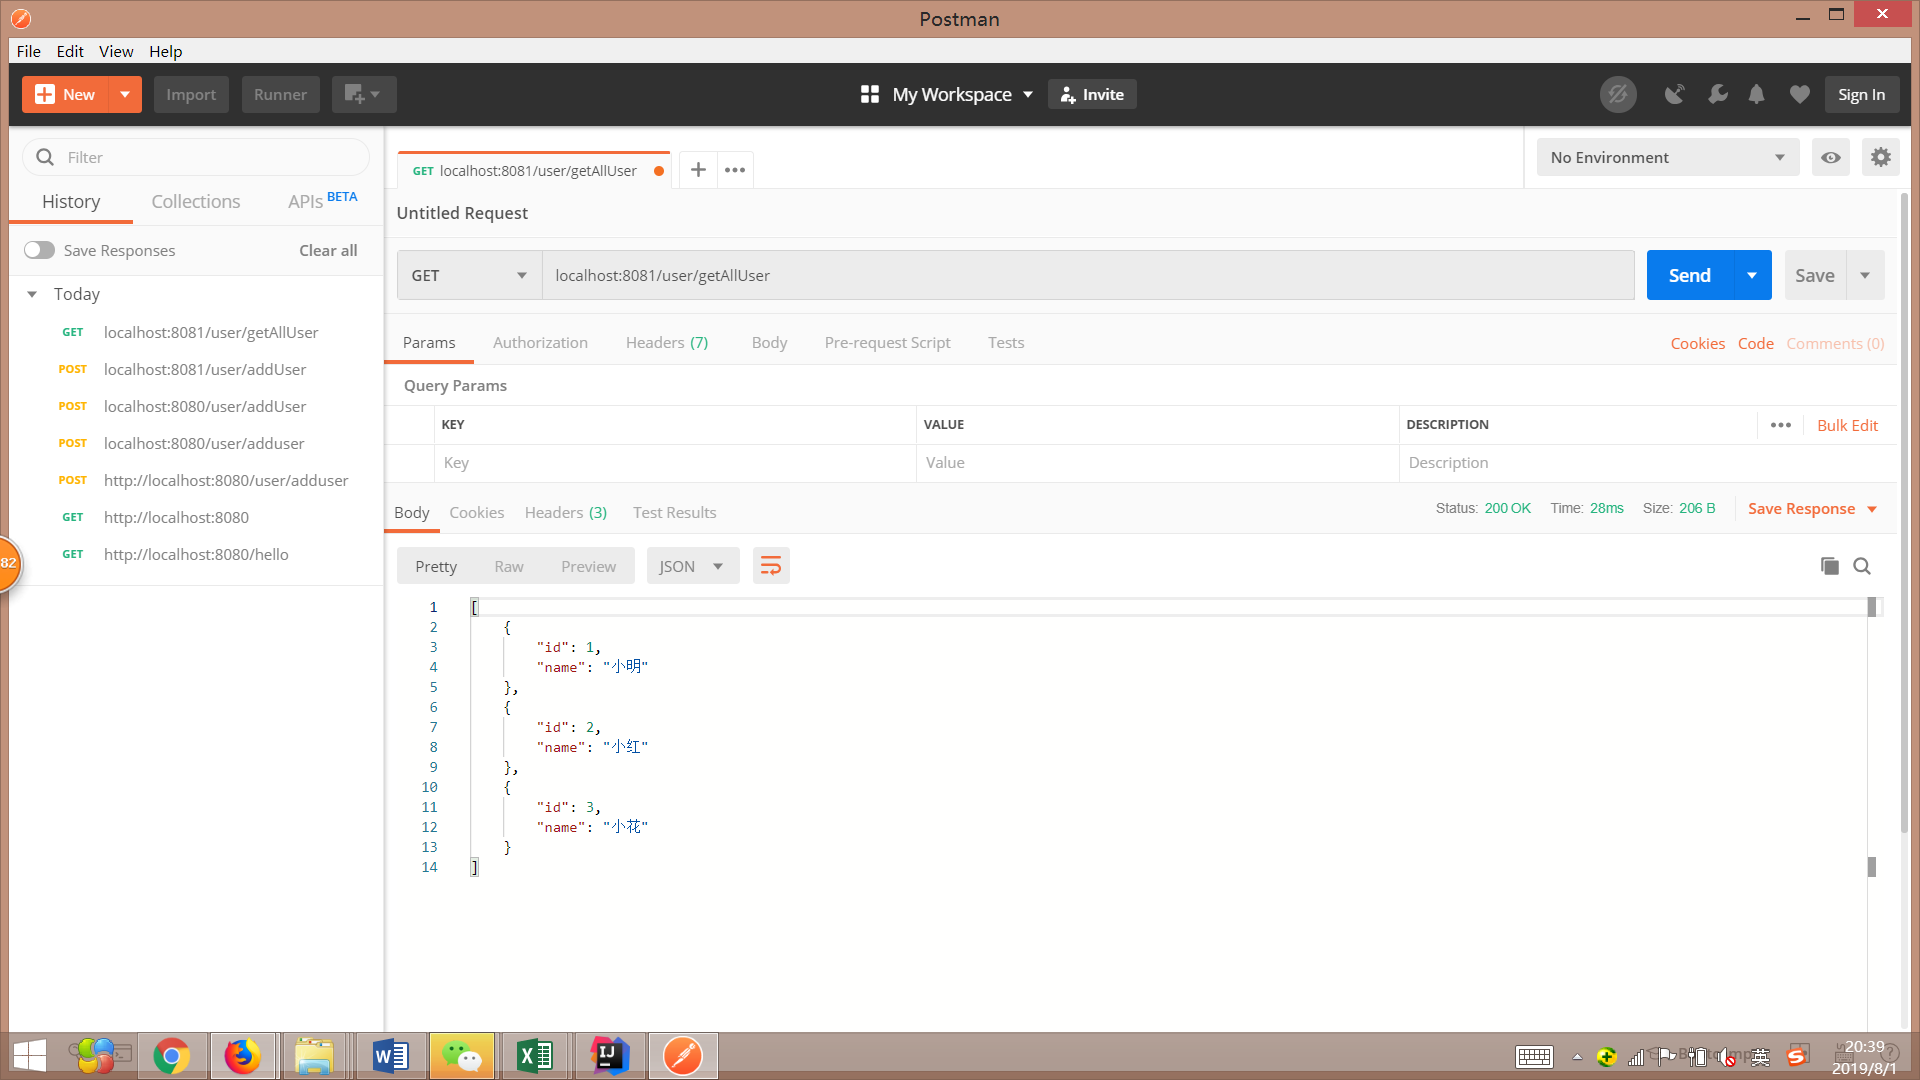 Postman
File Edit View Help
New Import Runner My Workspace Invite Sign In
Filter
History Collections APIs BETA
Save Responses Clear all
Today
GET localhost:8081/user/getAllUser
POST localhost:8081/user/addUser
POST localhost:8080/user/addUser
POST localhost:8080/user/adduser
POST http://localhost:8080/user/adduser
GET http://localhost:8080
GET http://localhost:8080/hello
82
GET localhost:8081/user/getAllUser
No Environment
Untitled Request
GET localhost:8081/user/getAllUser Send Save
Params Authorization Headers (7) Body Pre-request Script Tests Cookies Code Comments (0)
Query Params
KEY VALUE DESCRIPTION Bulk Edit
Key Value Description
Body Cookies Headers (3) Test Results Status: 200 OK Time: 28ms Size: 206 B Save Response
Pretty Raw Preview JSON
1 [
2 {
3 "id": 1,
4 "name": "小明"
5 },
6 {
7 "id": 2,
8 "name": "小红"
9 },
10 {
11 "id": 3,
12 "name": "小花"
13 }
14 ]
英 20:39
2019/8/1